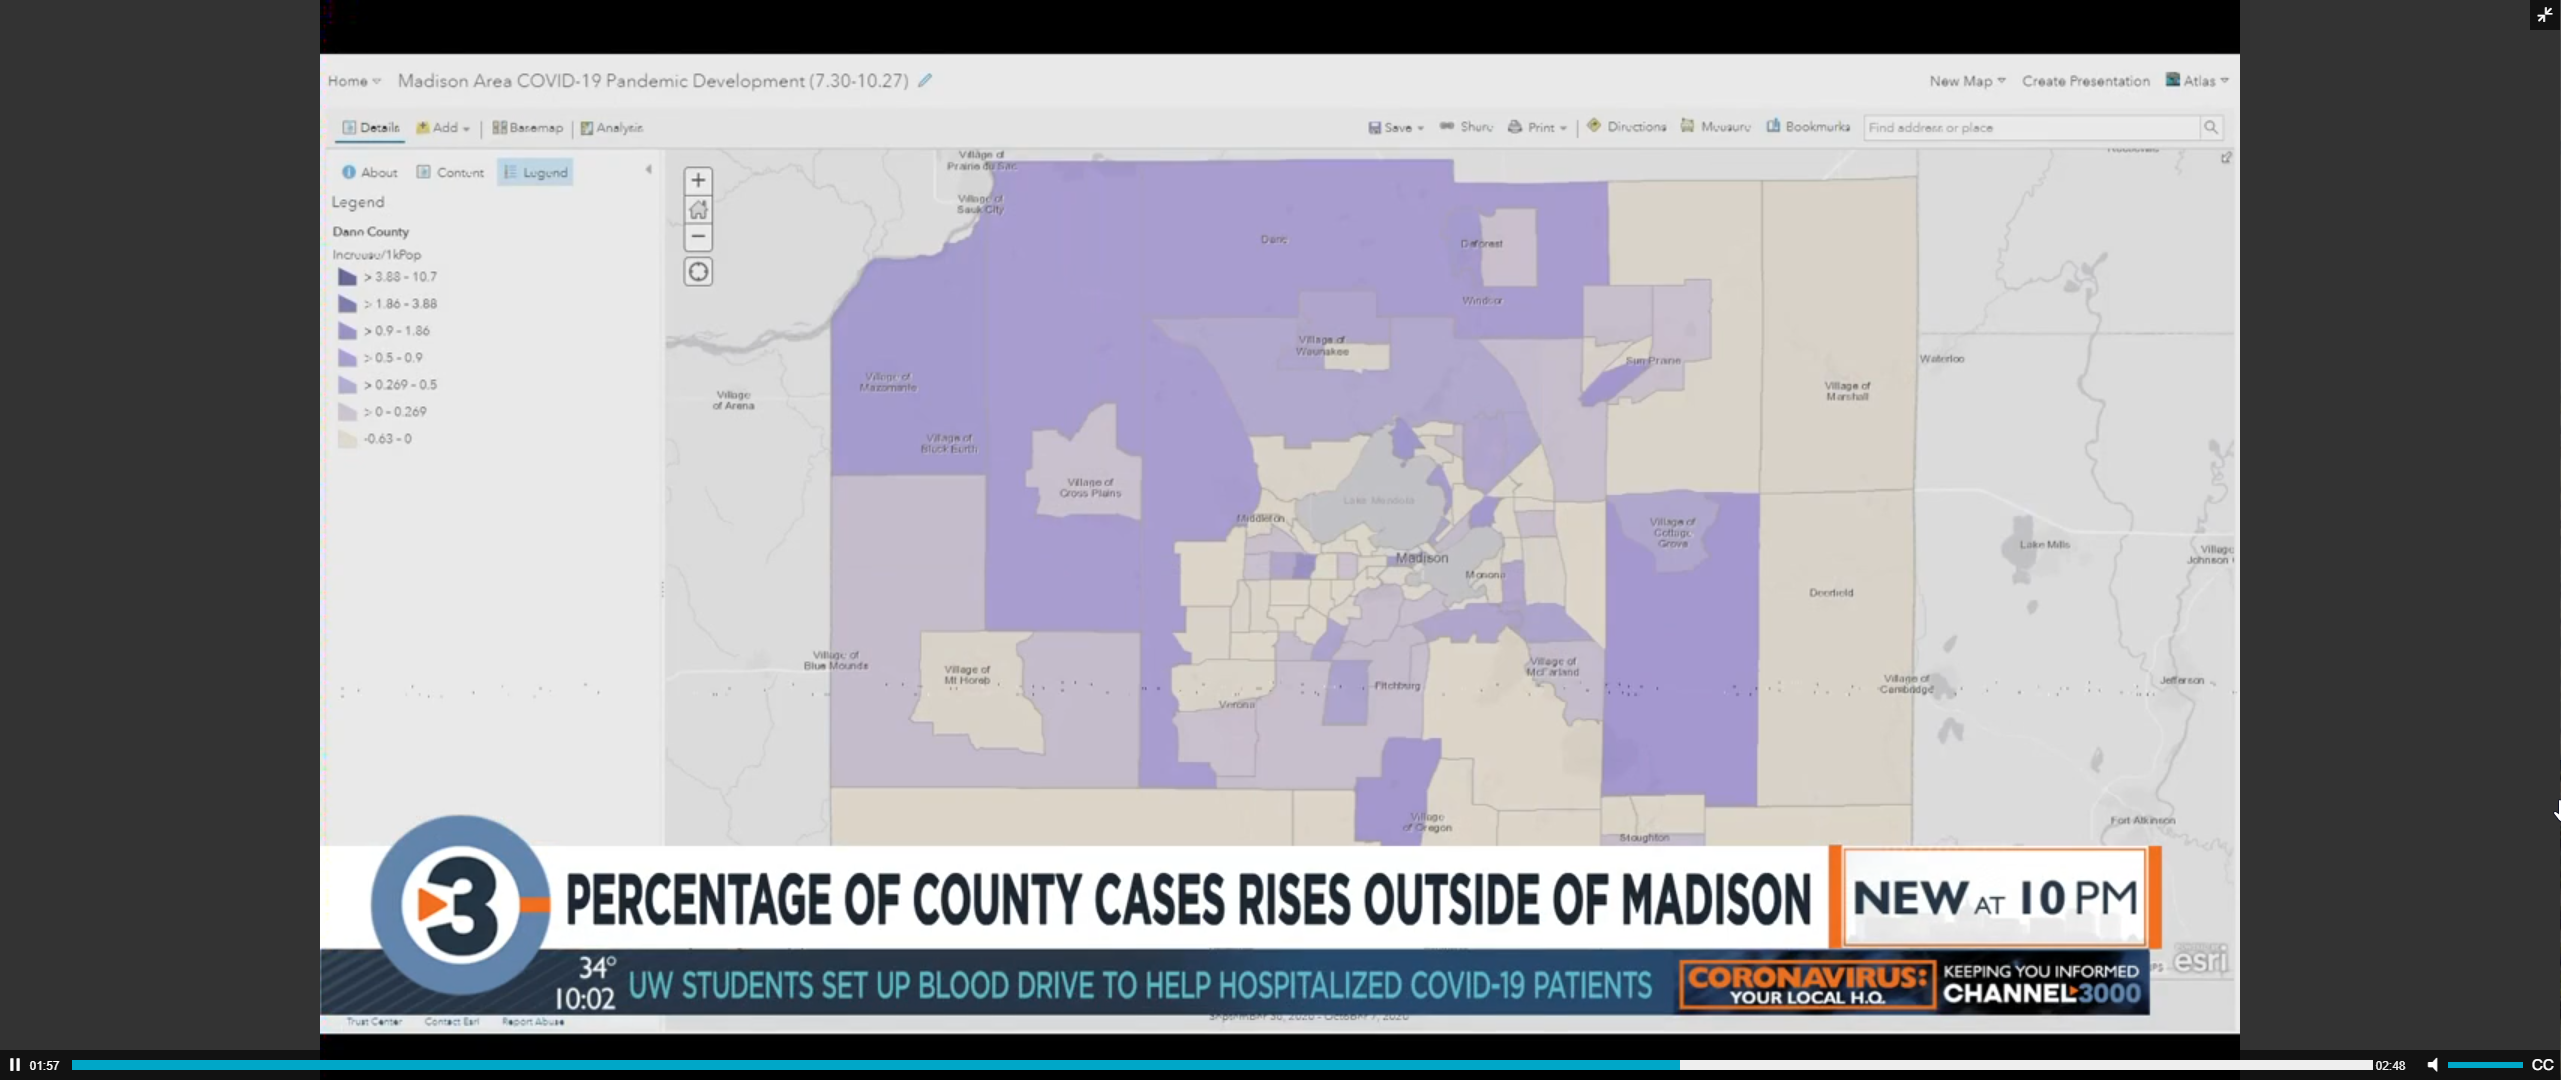 Home
Madison Area COVID-19 Pandemic Development (7.30-10.27)
New Map
Create Presentation
Atlas
Details
Add
Basemap
Analysis
Save
Share
Print
Directions
Measure
Bookmarks
Find address or place
About
Content
Legend
Legend
Dane County
Increase/1kPop
> 3.88 - 10.7
> 1.86 - 3.88
> 0.9 - 1.86
> 0.5 - 0.9
> 0.269 - 0.5
> 0 - 0.269
-0.63 - 0
Village of
Prairie du Sac
Village of
Sauk City
Dane
Deforest
Windsor
Village of
Waunakee
Sun Prairie
Waterloo
Village of
Marshall
Village
of Arena
Village of
Mazomanie
Village of
Black Earth
Village of
Cross Plains
Lake Mendota
Middleton
Madison
Monona
Village of
Cottage
Grove
Lake Mills
Village
Johnson
Deerfield
Village of
Blue Mounds
Village of
Mt Horeb
Verona
Fitchburg
Village of
McFarland
Village of
Cambridge
Jefferson
Village
of Oregon
Stoughton
Fort Atkinson
3
PERCENTAGE OF COUNTY CASES RISES OUTSIDE OF MADISON
NEW AT 10 PM
34°
10:02
UW STUDENTS SET UP BLOOD DRIVE TO HELP HOSPITALIZED COVID-19 PATIENTS
CORONAVIRUS:
YOUR LOCAL H.Q.
KEEPING YOU INFORMED
CHANNEL3000
esri
Trust Center
Contact Esri
Report Abuse
September 30, 2020 - October 7, 2020
01:57
02:48
CC